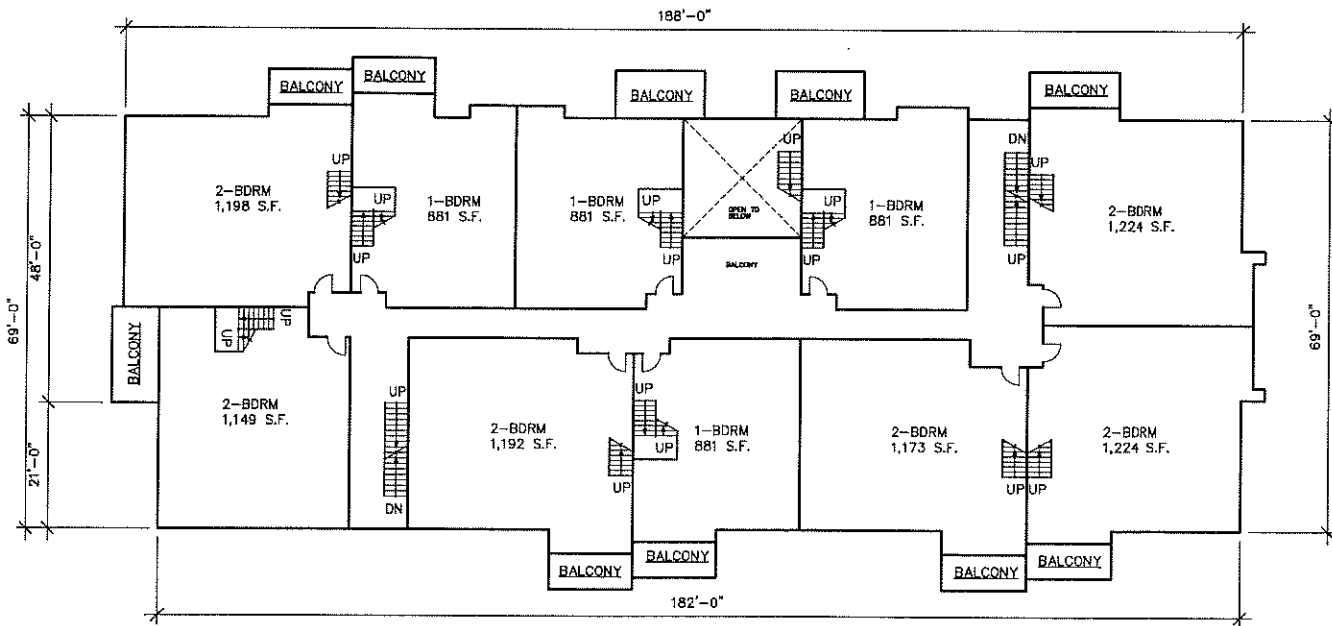 188'-0"
BALCONY
BALCONY
BALCONY
BALCONY
BALCONY
UP
2-BDRM
1,198 S.F.
UP
UP
1-BDRM
881 S.F.
1-BDRM
881 S.F.
UP
UP
UP
OPEN TO
BELOW
BALCONY
UP
UP
1-BDRM
881 S.F.
DN
UP
UP
2-BDRM
1,224 S.F.
69'-0"
48'-0"
21'-0"
69'-0"
BALCONY
UP
UP
2-BDRM
1,149 S.F.
UP
DN
2-BDRM
1,192 S.F.
UP
UP
UP
1-BDRM
881 S.F.
2-BDRM
1,173 S.F.
UP
UP
2-BDRM
1,224 S.F.
BALCONY
BALCONY
BALCONY
BALCONY
182'-0"